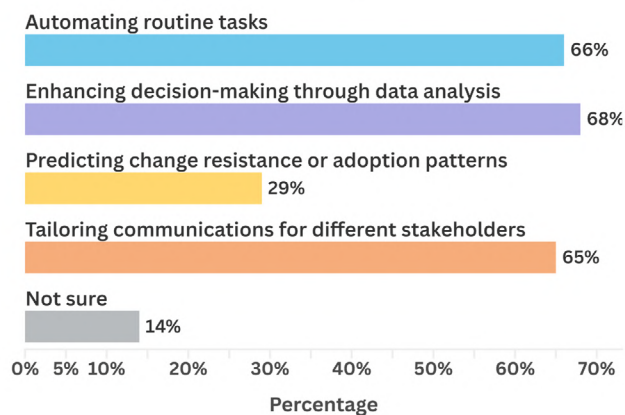 Automating routine tasks
66%
Enhancing decision-making through data analysis
68%
Predicting change resistance or adoption patterns
29%
Tailoring communications for different stakeholders
65%
Not sure
14%
0% 5% 10% 20% 30% 40% 50% 60% 70%
Percentage